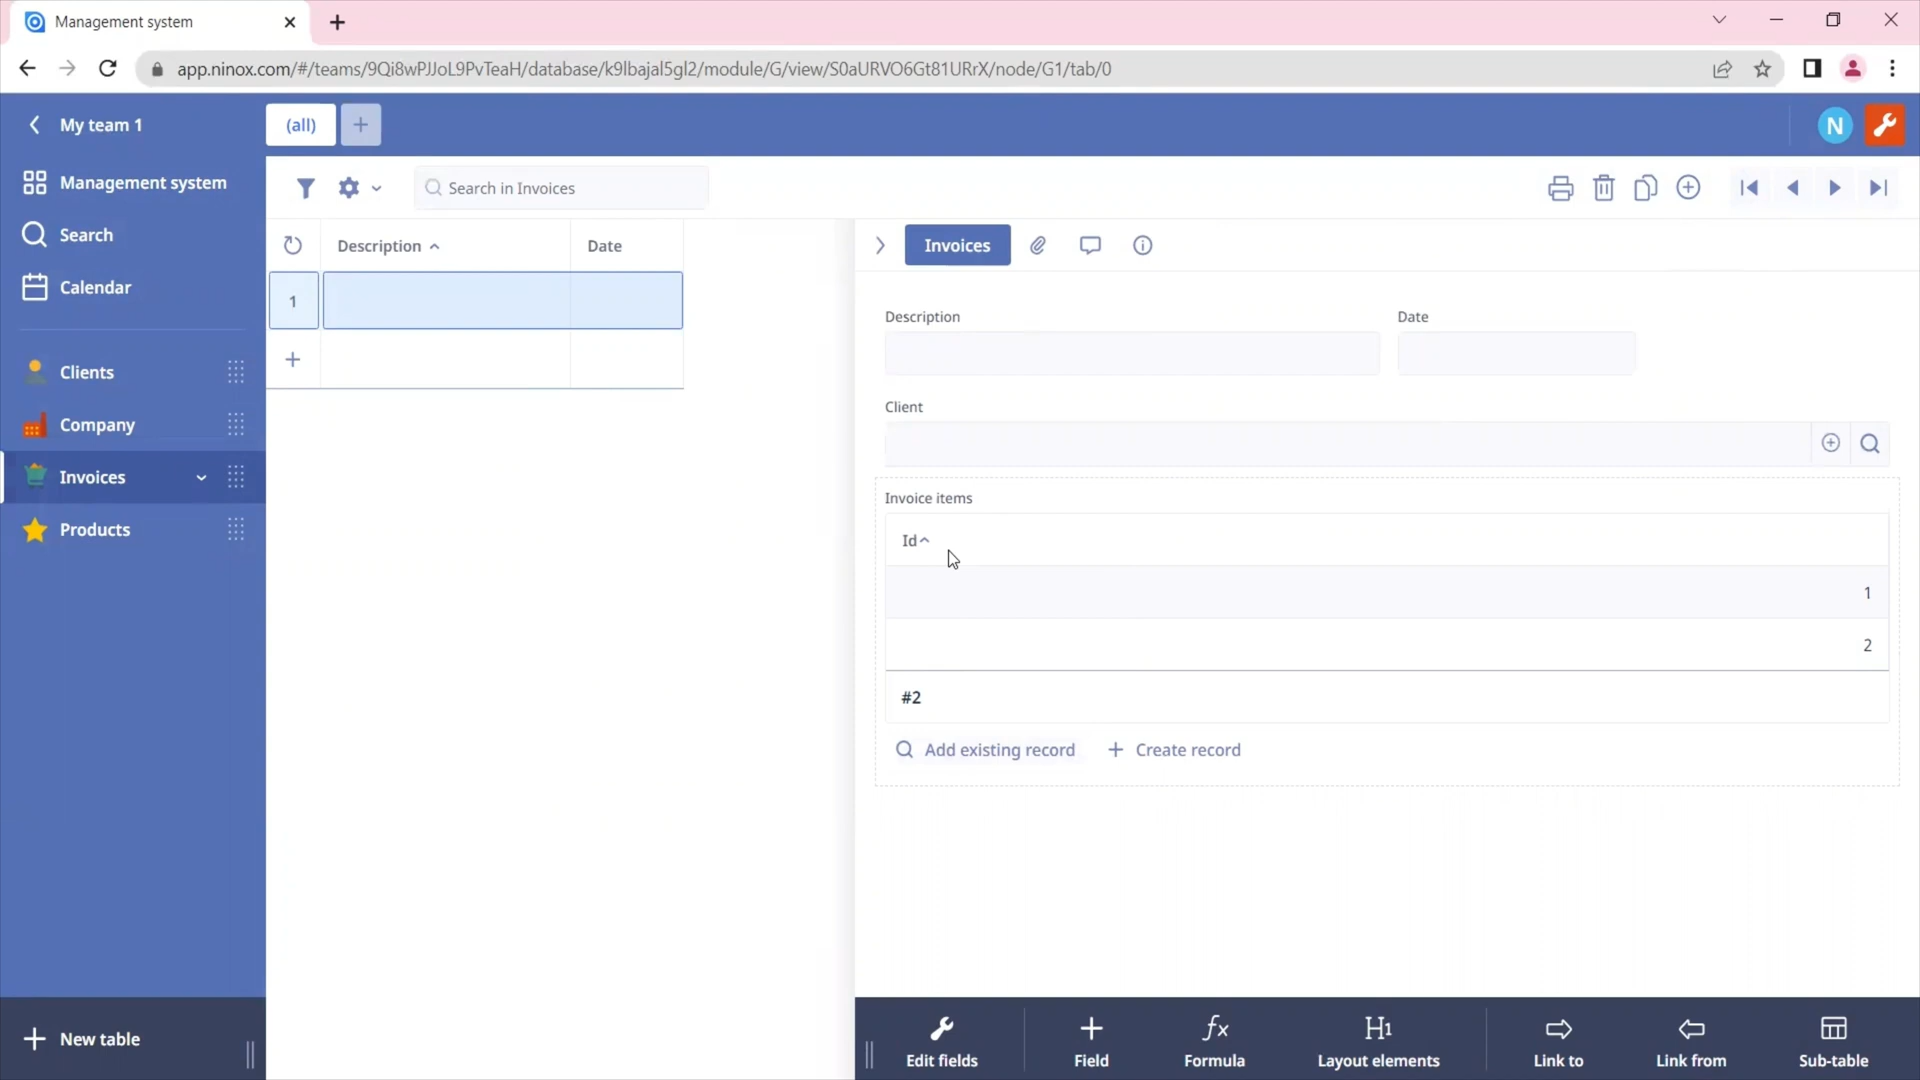 Management system
app.ninox.com/#/teams/9Qi8wPJJoL9PvTeaH/database/k9lbajal5gl2/module/G/view/S0aURVO6Gt81URrX/node/G1/tab/0
My team 1
(all)
N
Management system
Search in Invoices
Search
Description
Date
Invoices
Calendar
1
Description
Date
Clients
Client
Company
Invoices
Invoice items
Products
Id
1
2
#2
Add existing record
Create record
New table
Edit fields
Field
fx
Formula
H1
Layout elements
Link to
Link from
Sub-table